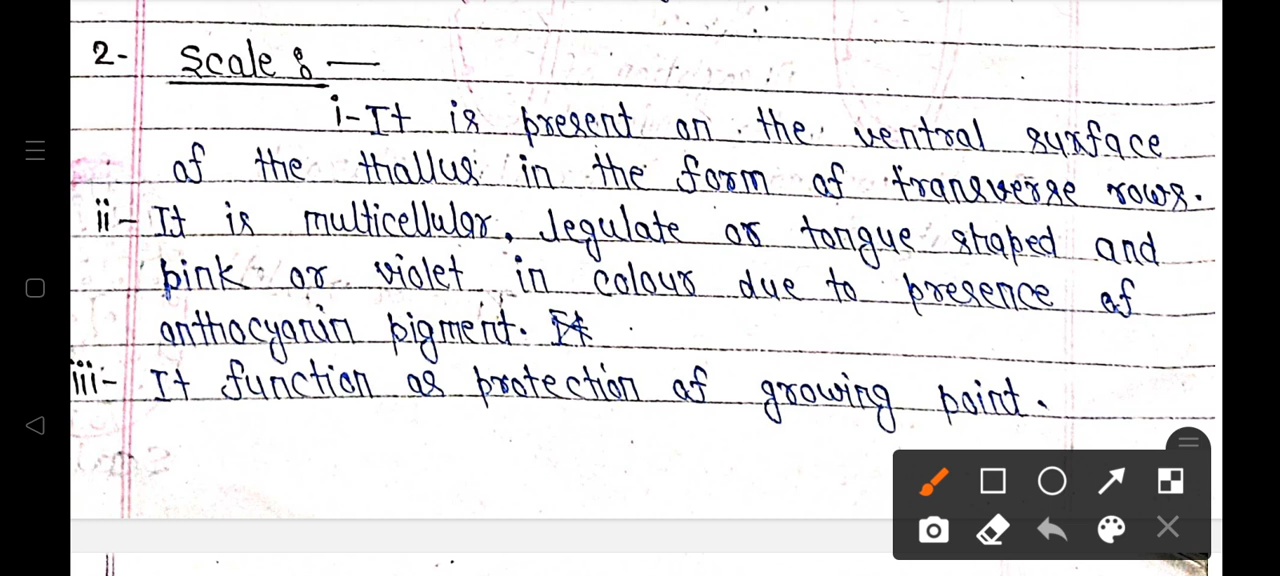 2- Scale :—
i- It is present on the ventral surface
of the thallus in the form of transverse rows.
ii- It is multicellular, legulate or tongue shaped and
pink or violet in colour due to presence of
anthocyanin pigment. It
iii- It function as protection of growing point.